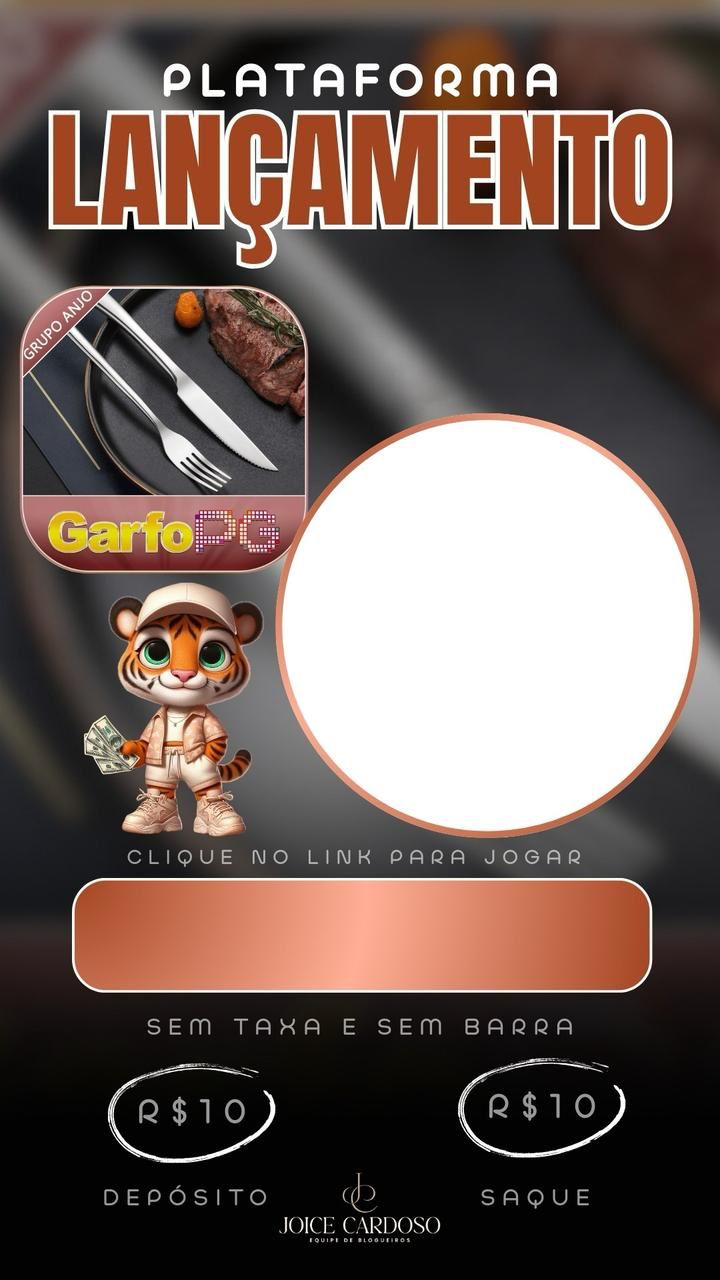 PLATAFORMA
LANÇAMENTO
GRUPO ANJO
GarfoPG
CLIQUE NO LINK PARA JOGAR
SEM TAXA E SEM BARRA
R$10
R$10
DEPÓSITO
SAQUE
JC
JOICE CARDOSO
EQUIPE DE BLOGUEIROS